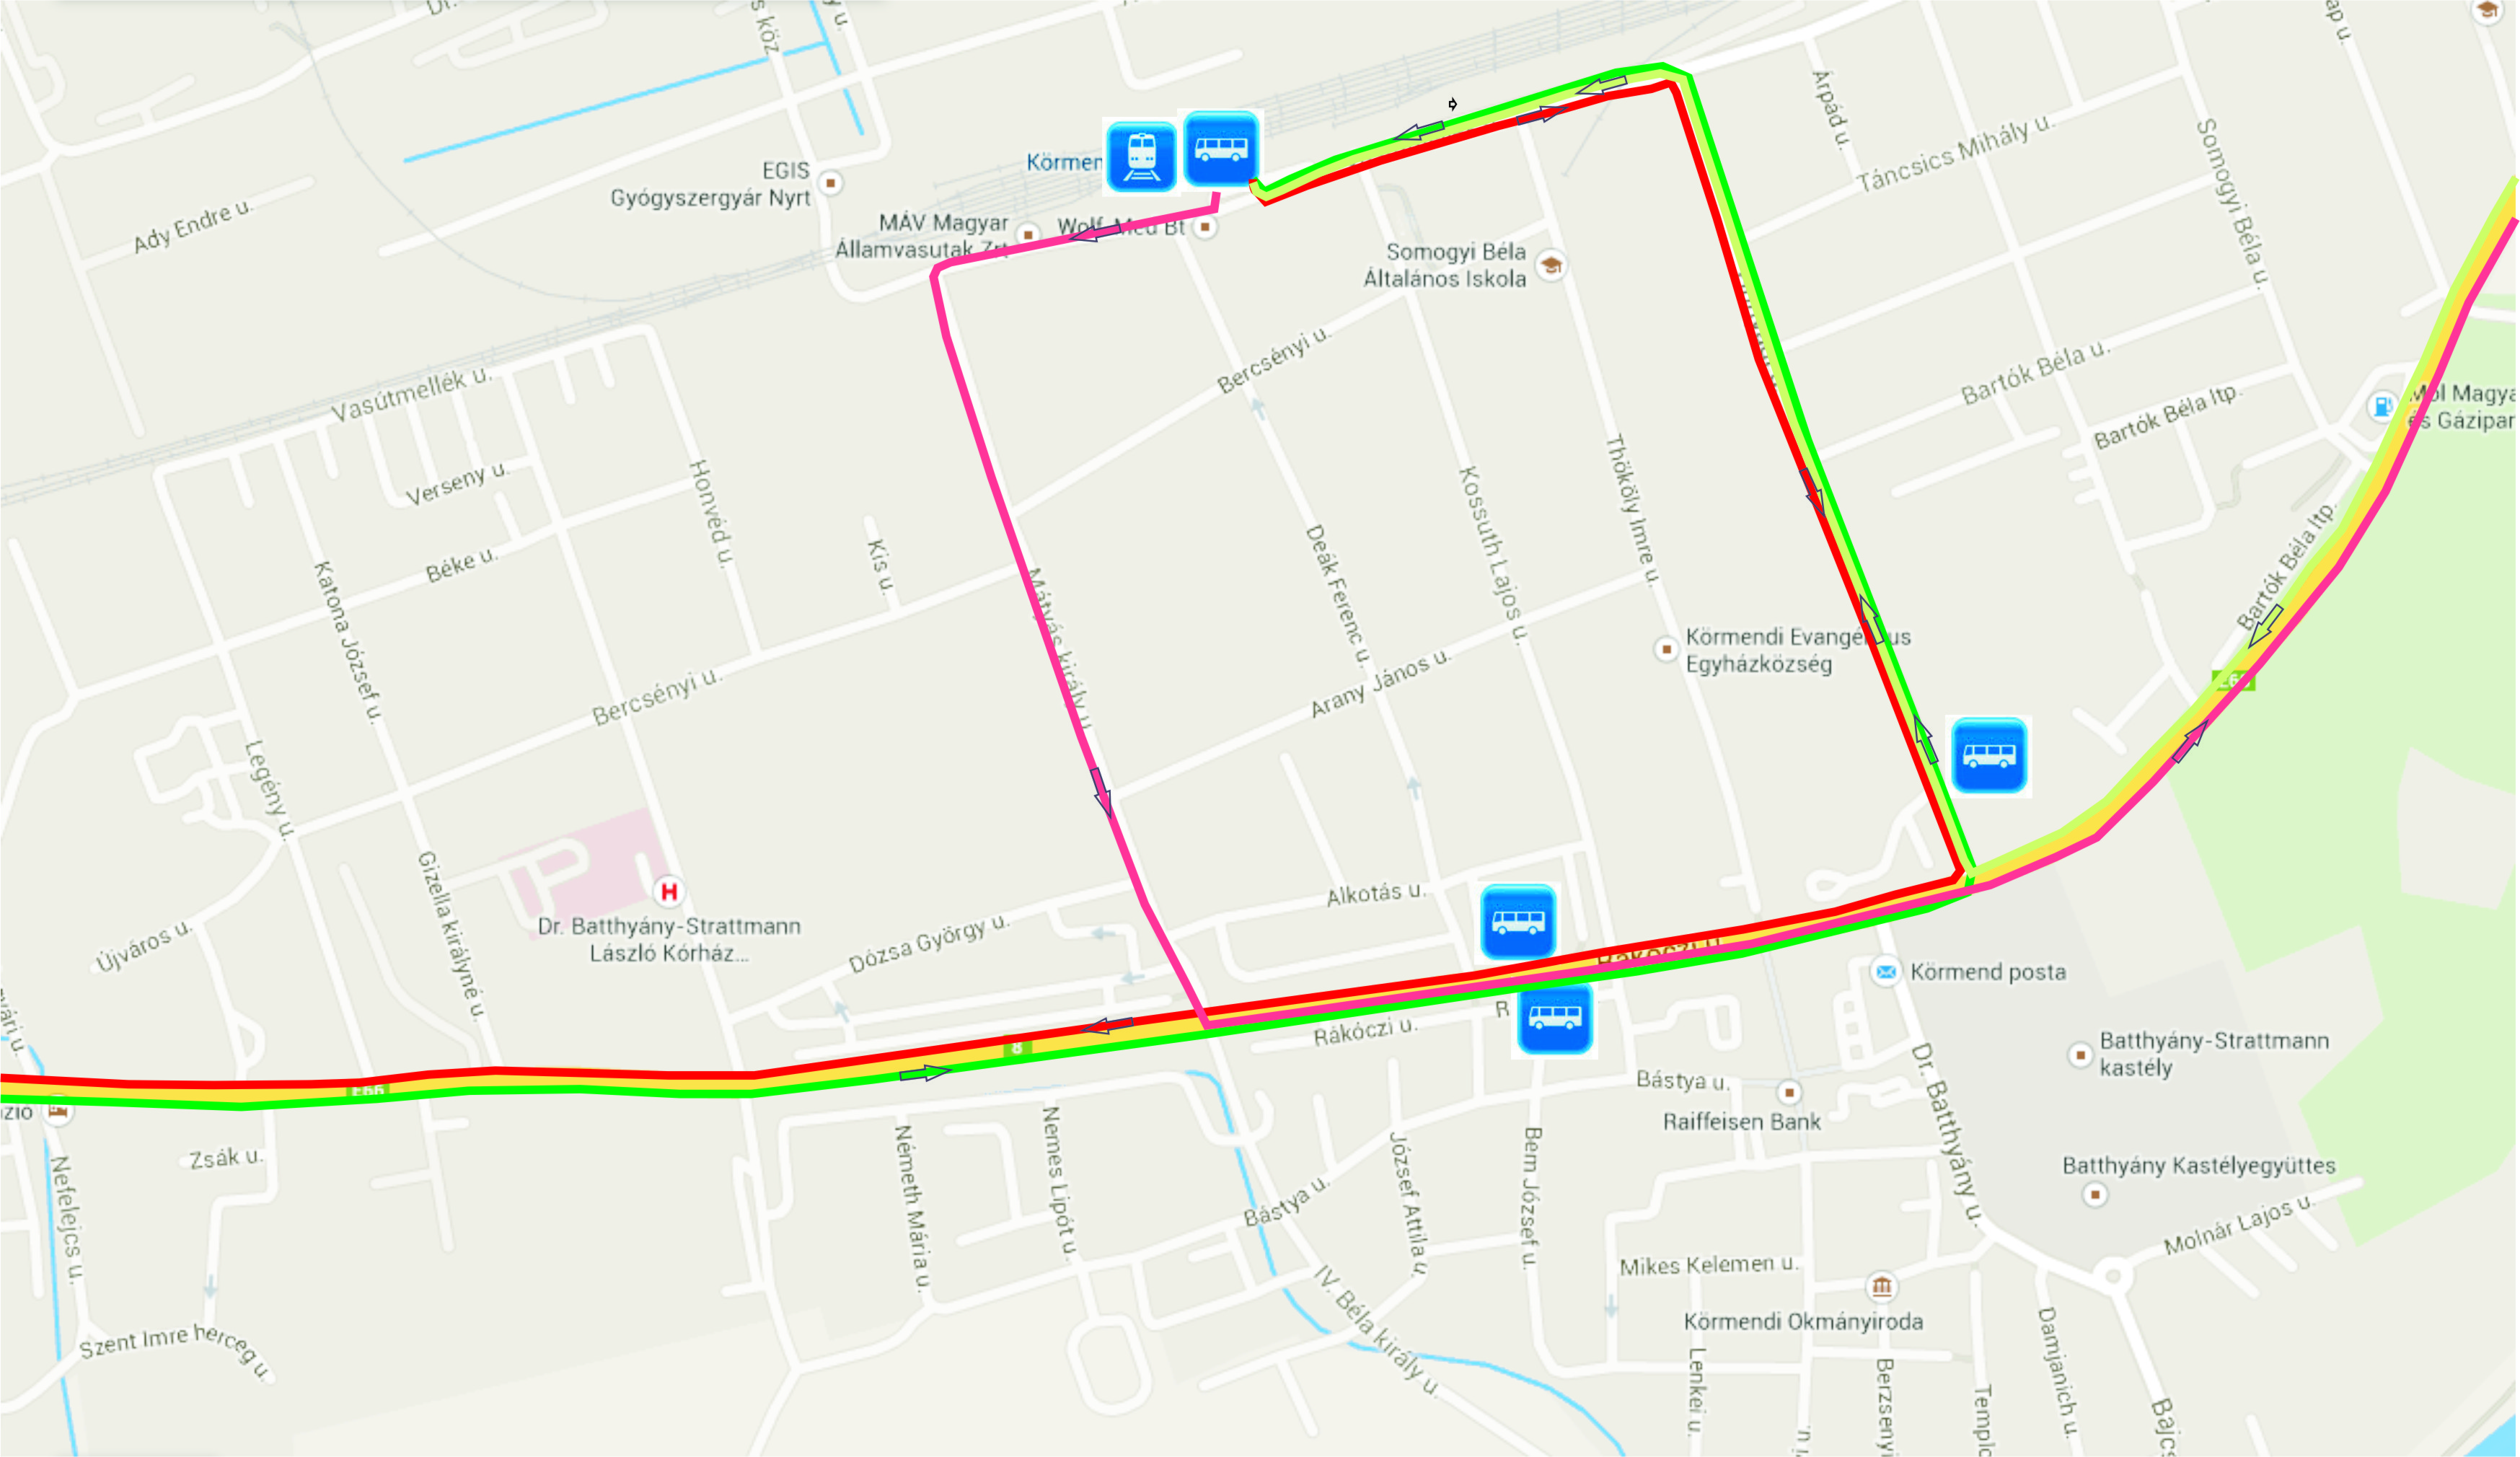 Ady Endre u.
EGIS
Gyógyszergyár Nyrt
MÁV Magyar
Államvasutak Zrt
Somogyi Béla
Általános Iskola
Árpád u.
Táncsics Mihály u.
Somogyi Béla u.
Bartók Béla u.
Bartók Béla ltp.
Bartók Béla ltp.
Vasútmellék u.
Verseny u.
Béke u.
Honvéd u.
Kis u.
Katona József u.
Bercsényi u.
Bercsényi u.
Mátyás király u.
Deák Ferenc u.
Kossuth Lajos u.
Thököly Imre u.
Arany János u.
Egyházközség
Legény u.
Gizella királyné u.
Újváros u.
P
H
Dr. Batthyány-Strattmann
László Kórház...
Dózsa György u.
Alkotás u.
8
Rákóczi u.
R
Körmend posta
Batthyány-Strattmann
kastély
Bástya u.
Raiffeisen Bank
Dr. Batthyány u.
Batthyány Kastélyegyüttes
Molnár Lajos u.
Zsák u.
Nefelejcs u.
Szent Imre herceg u.
Németh Mária u.
Nemes Lipót u.
Bástya u.
József Attila u.
Bem József u.
IV. Béla király u.
Mikes Kelemen u.
Körmendi Okmányiroda
Lenkei u.
Berzsenyi
Damjanich u.